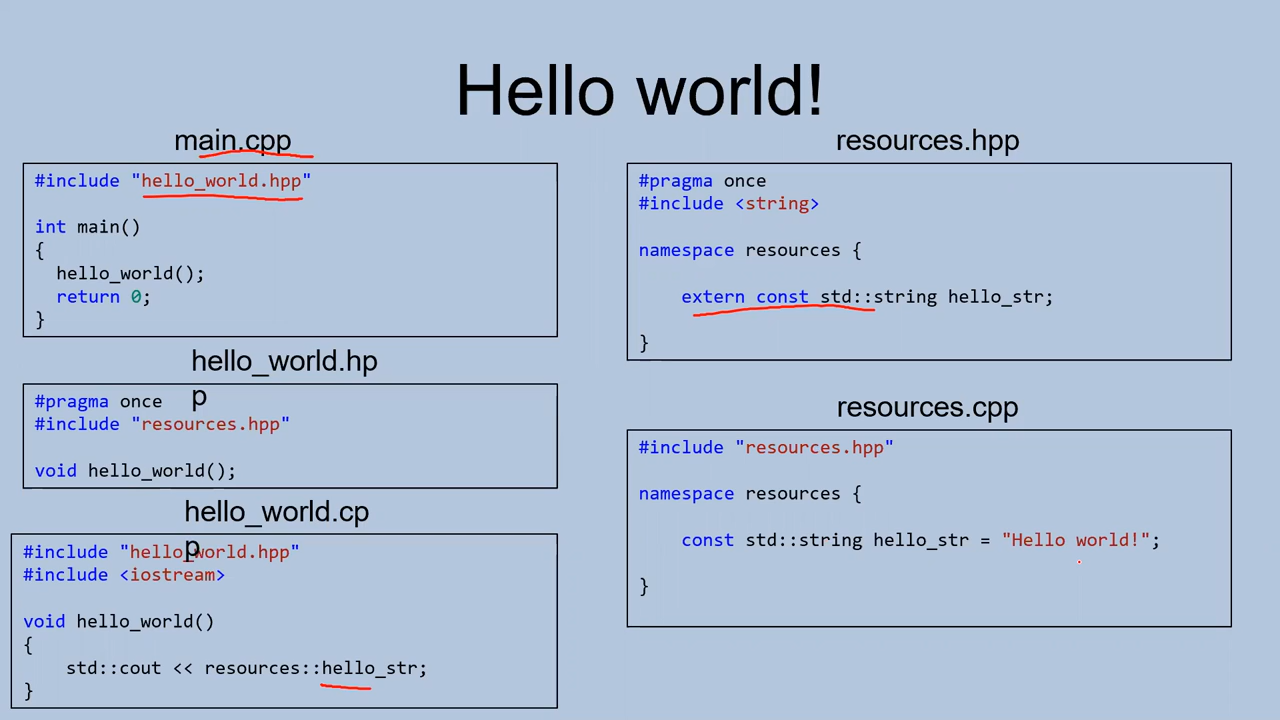 Hello world!
main.cpp
#include "hello_world.hpp"
int main()
{
hello_world();
return 0;
}
hello_world.hp
p
#pragma once
#include "resources.hpp"
void hello_world();
hello_world.cp
p
#include "hello_world.hpp"
#include <iostream>
void hello_world()
{
std::cout << resources::hello_str;
}
resources.hpp
#pragma once
#include <string>
namespace resources {
extern const std::string hello_str;
}
resources.cpp
#include "resources.hpp"
namespace resources {
const std::string hello_str = "Hello world!";
}